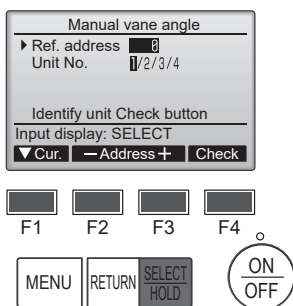 Manual vane angle
Ref. address 0
Unit No. 1/2/3/4
Identify unit Check button
Input display: SELECT
▼Cur. －Address＋ Check
F1 F2 F3 F4
MENU RETURN SELECT HOLD ON OFF